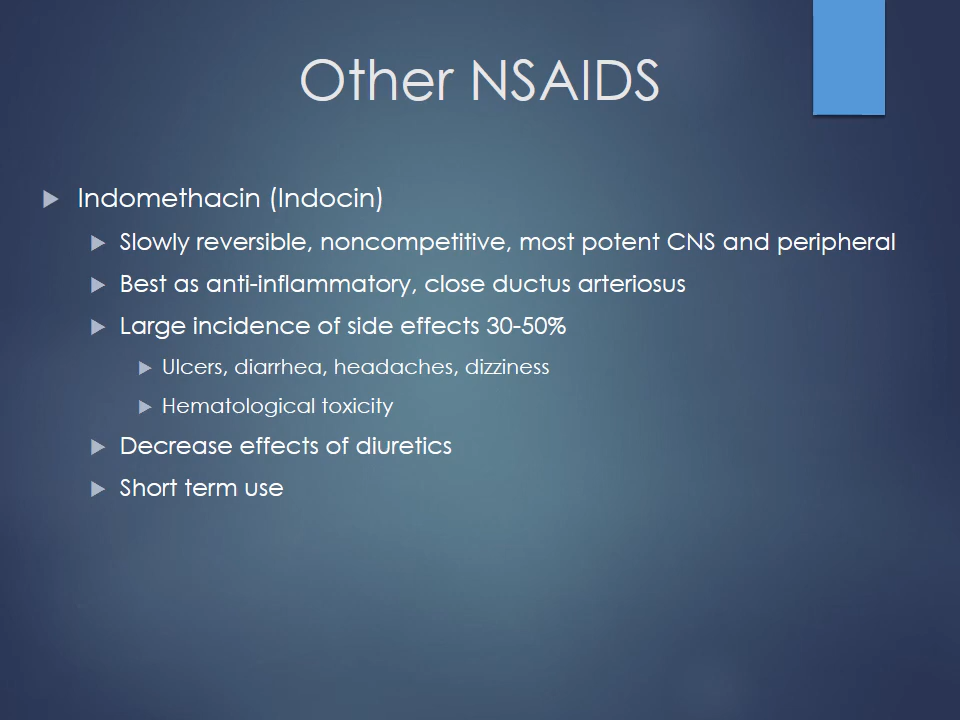 Other NSAIDS
Indomethacin (Indocin)
Slowly reversible, noncompetitive, most potent CNS and peripheral
Best as anti-inflammatory, close ductus arteriosus
Large incidence of side effects 30-50%
Ulcers, diarrhea, headaches, dizziness
Hematological toxicity
Decrease effects of diuretics
Short term use